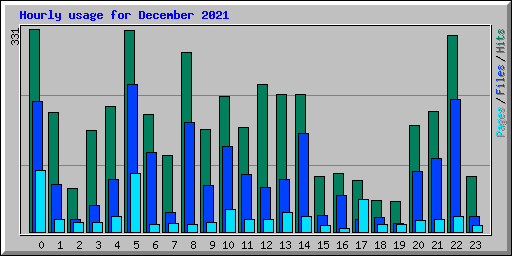 Hourly usage for December 2021
331
Pages / Files / Hits
0 1 2 3 4 5 6 7 8 9 10 11 12 13 14 15 16 17 18 19 20 21 22 23